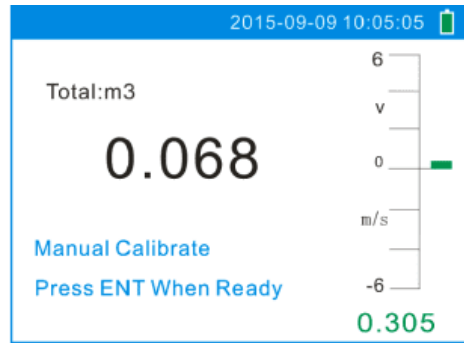 2015-09-09 10:05:05
Total:m3
0.068
Manual Calibrate
Press ENT When Ready
6
v
0
m/s
-6
0.305